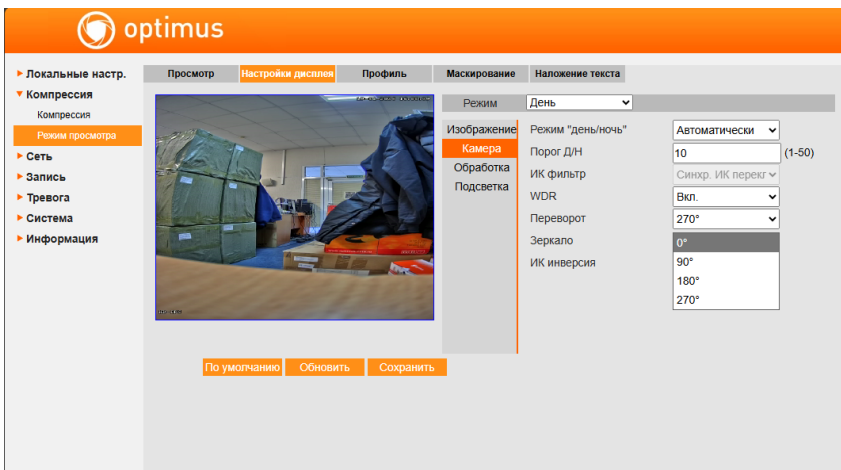 optimus
Локальные настр.
Компрессия
Компрессия
Режим просмотра
Сеть
Запись
Тревога
Система
Информация
Просмотр Настройки дисплея Профиль Маскирование Наложение текста
Режим День
Изображение
Камера
Обработка
Подсветка
Режим "день/ночь" Автоматически
Порог Д/Н 10 (1-50)
ИК фильтр Синхр. ИК перекг
WDR Вкл.
Переворот 270°
Зеркало
ИК инверсия
0°
90°
180°
270°
По умолчанию Обновить Сохранить